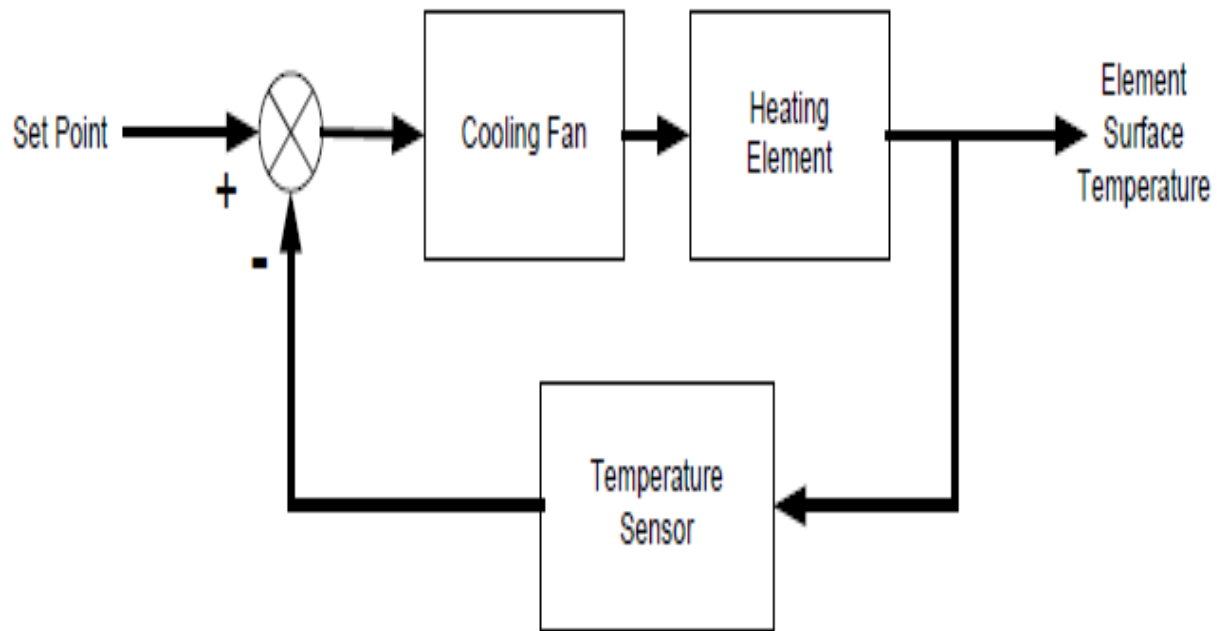 Set Point
+
-
Cooling Fan
Heating
Element
Element
Surface
Temperature
Temperature
Sensor